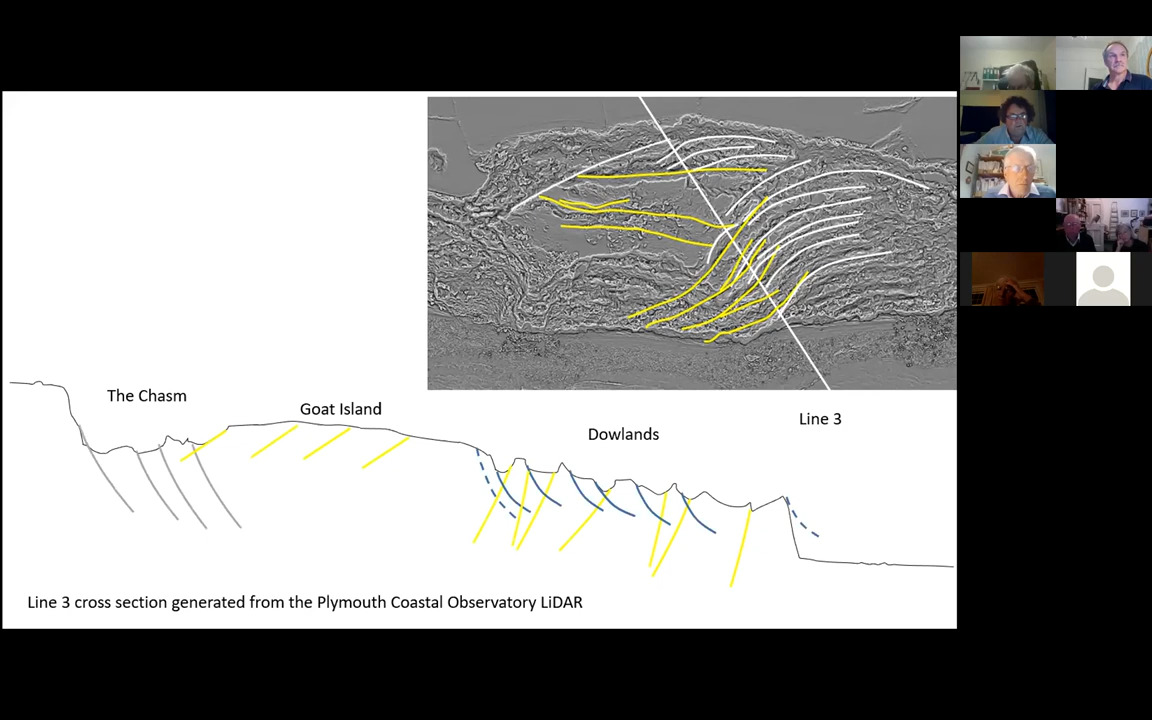 The Chasm
Goat Island
Dowlands
Line 3
Line 3 cross section generated from the Plymouth Coastal Observatory LiDAR